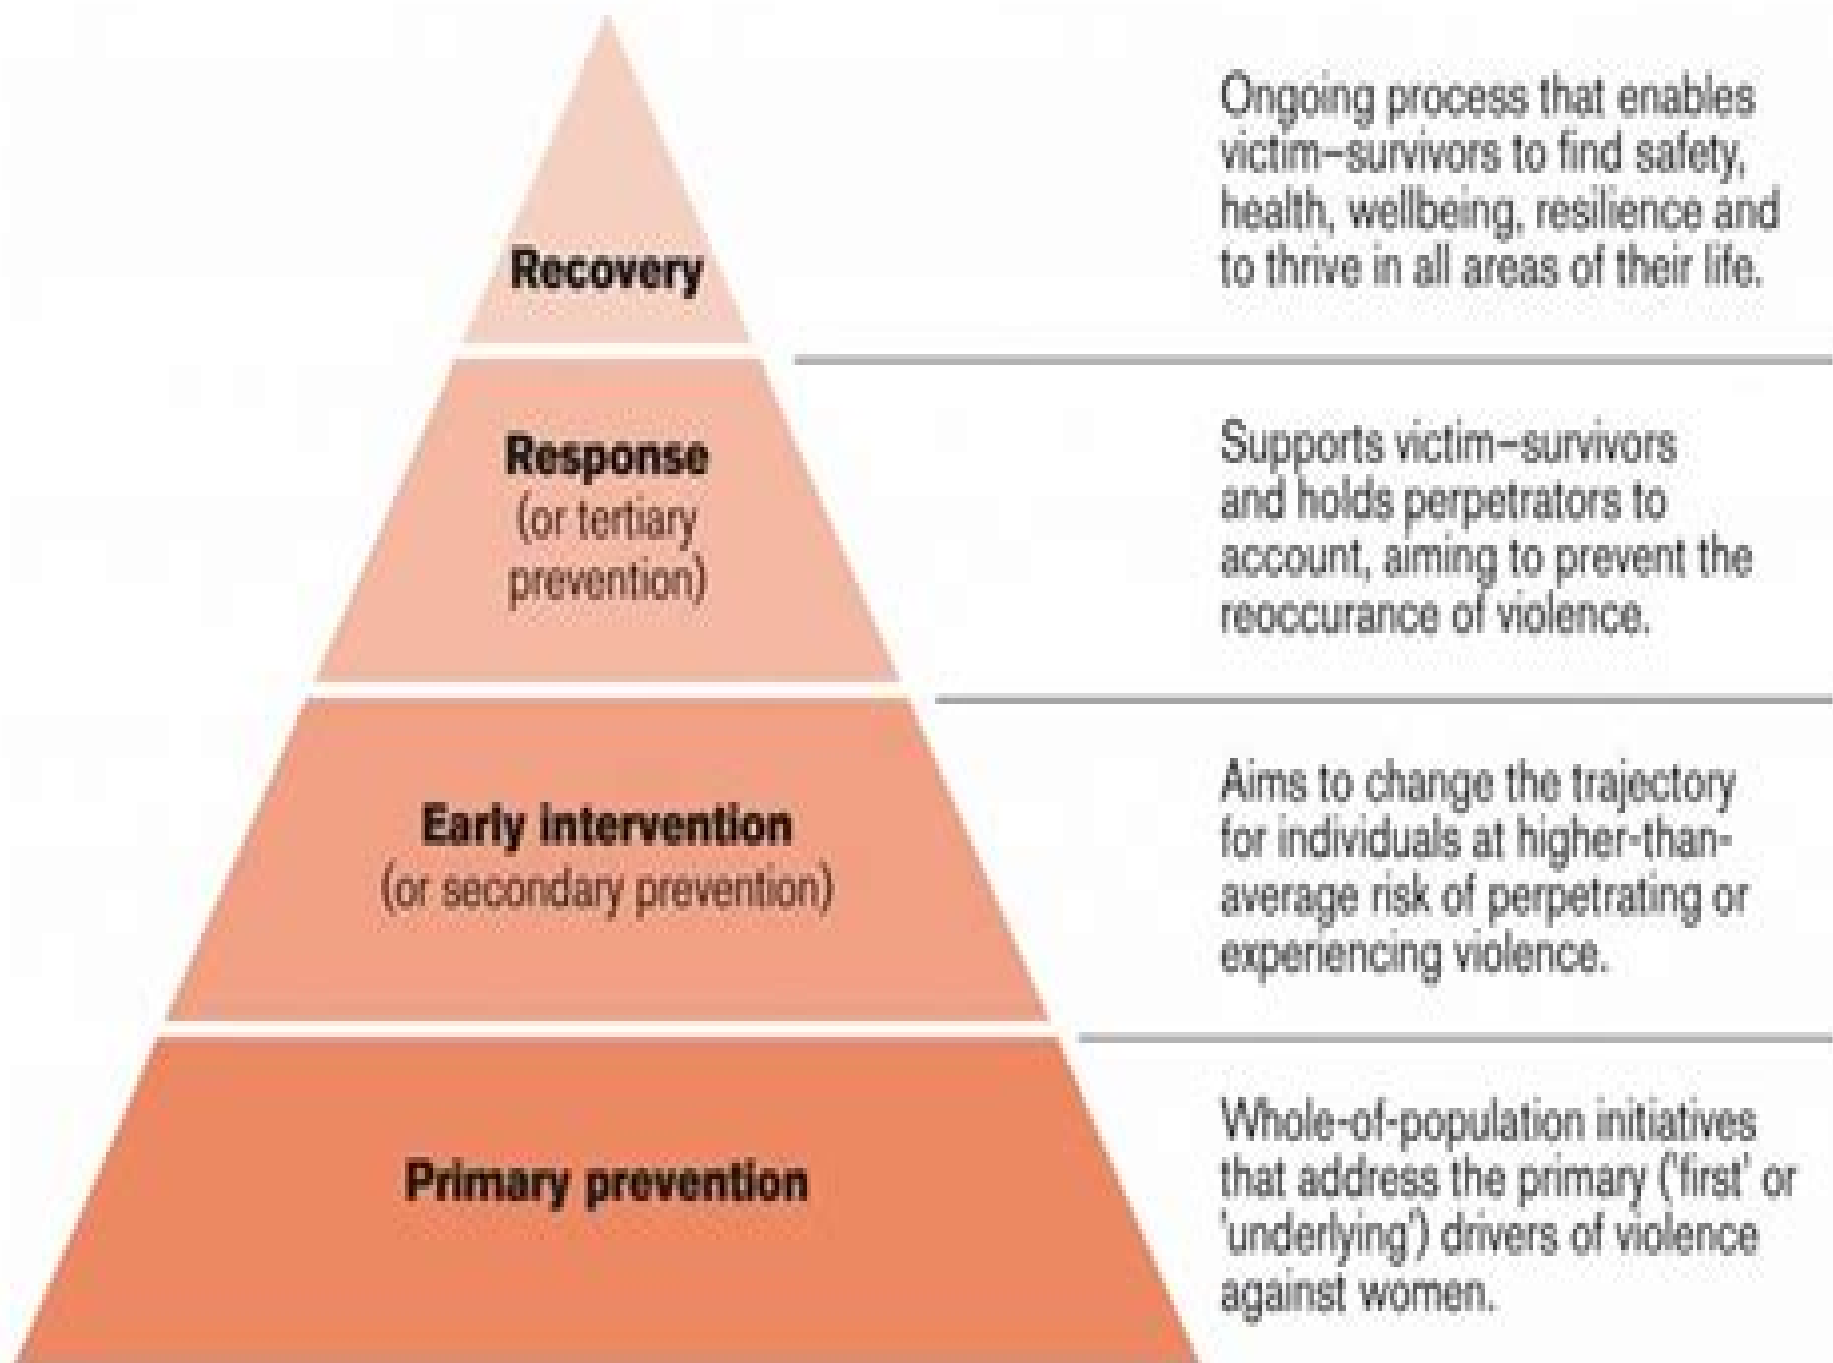 Recovery
Ongoing process that enables
victim–survivors to find safety,
health, wellbeing, resilience and
to thrive in all areas of their life.
Response
(or tertiary
prevention)
Supports victim–survivors
and holds perpetrators to
account, aiming to prevent the
reoccurance of violence.
Early intervention
(or secondary prevention)
Aims to change the trajectory
for individuals at higher-than-
average risk of perpetrating or
experiencing violence.
Primary prevention
Whole-of-population initiatives
that address the primary ('first' or
'underlying') drivers of violence
against women.